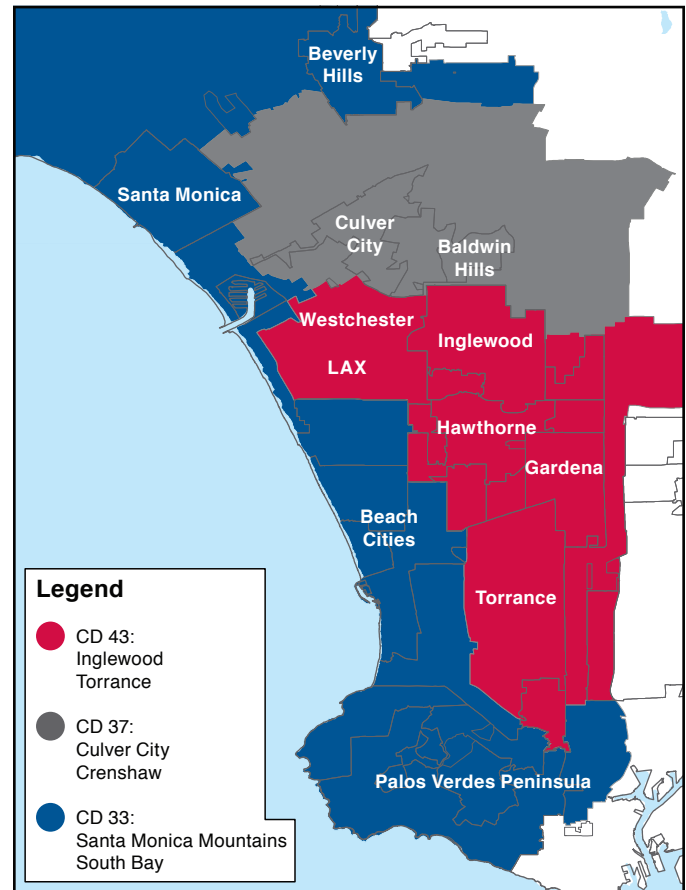 Beverly
Hills
Santa Monica
Culver
City
Baldwin
Hills
Westchester
Inglewood
LAX
Hawthorne
Gardena
Beach
Cities
Torrance
Palos Verdes Peninsula
Legend
CD 43:
Inglewood
Torrance
CD 37:
Culver City
Crenshaw
CD 33:
Santa Monica Mountains
South Bay